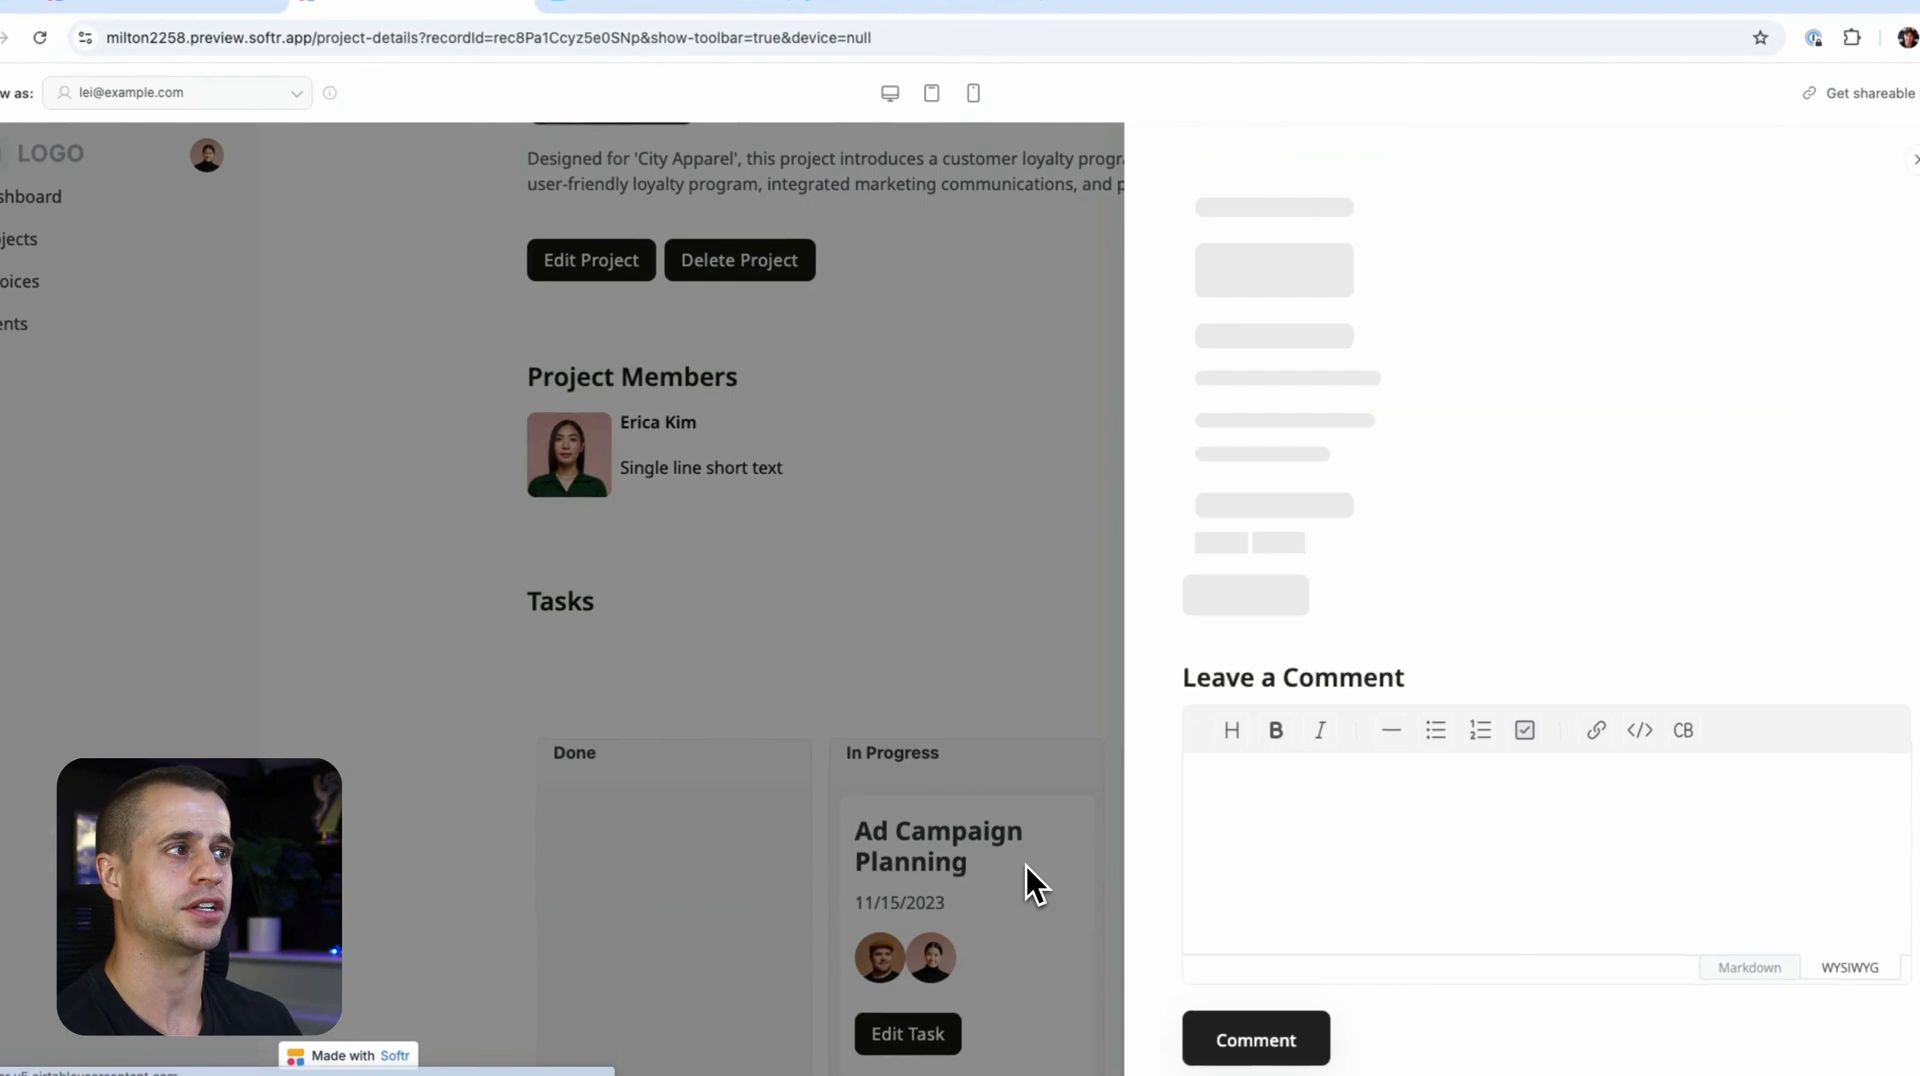 milton2258.preview.softr.app/project-details?recordId=rec8Pa1Ccyz5e0SNp&show-toolbar=true&device=null
w as:
lei@example.com
Get shareable
LOGO
shboard
jects
oices
ents
Designed for 'City Apparel', this project introduces a customer loyalty progr
user-friendly loyalty program, integrated marketing communications, and p
Edit Project
Delete Project
Project Members
Erica Kim
Single line short text
Tasks
Done
In Progress
Ad Campaign
Planning
11/15/2023
Edit Task
Leave a Comment
H B I
CB
Markdown
WYSIWYG
Comment
Made with Softr